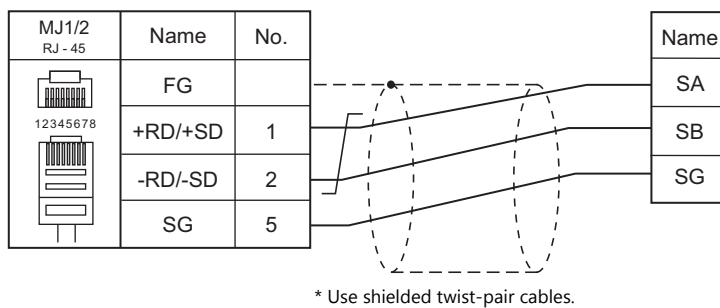 MJ1/2 Name No.
RJ - 45
FG
12345678
+RD/+SD 1
-RD/-SD 2
SG 5
Name
SA
SB
SG
* Use shielded twist-pair cables.